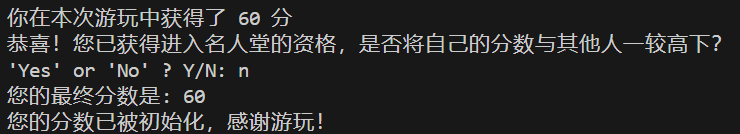 你在本次游玩中获得了 60 分
恭喜！您已获得进入名人堂的资格，是否将自己的分数与其他人一较高下？
'Yes' or 'No' ? Y/N: n
您的最终分数是: 60
您的分数已被初始化，感谢游玩！